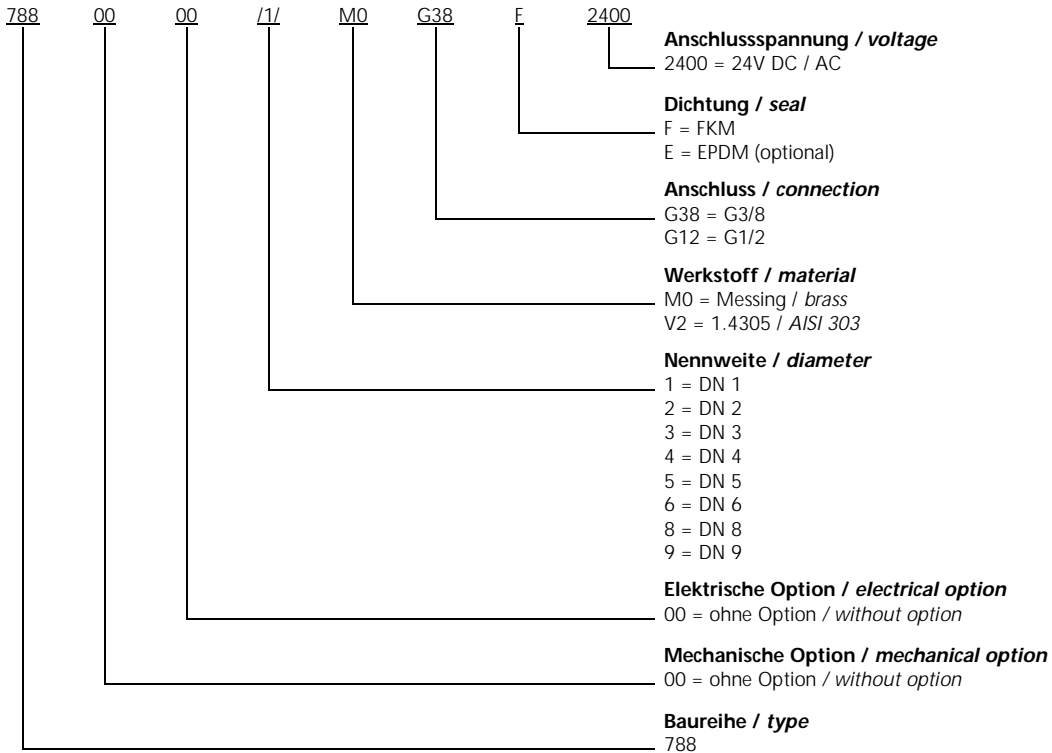 788 00 00 /1/ M0 G38 F 2400
Anschlussspannung / voltage
2400 = 24V DC / AC
Dichtung / seal
F = FKM
E = EPDM (optional)
Anschluss / connection
G38 = G3/8
G12 = G1/2
Werkstoff / material
M0 = Messing / brass
V2 = 1.4305 / AISI 303
Nennweite / diameter
1 = DN 1
2 = DN 2
3 = DN 3
4 = DN 4
5 = DN 5
6 = DN 6
8 = DN 8
9 = DN 9
Elektrische Option / electrical option
00 = ohne Option / without option
Mechanische Option / mechanical option
00 = ohne Option / without option
Baureihe / type
788